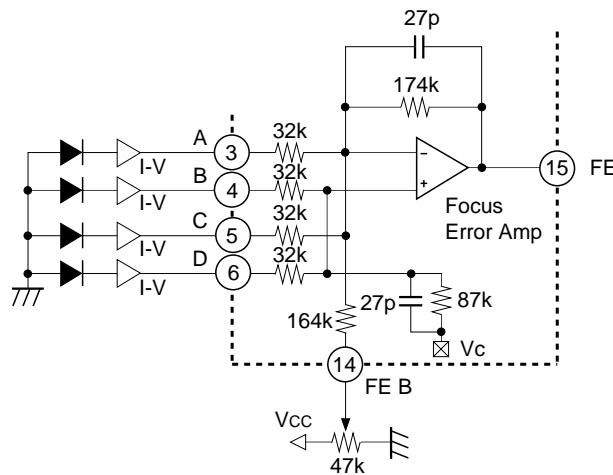 27p
174k
A
3
32k
I-V
B
4
32k
I-V
C
5
32k
I-V
D
6
32k
I-V
−
+
15
FE
Focus
Error Amp
164k
27p
87k
Vc
14
FE B
Vcc
47k